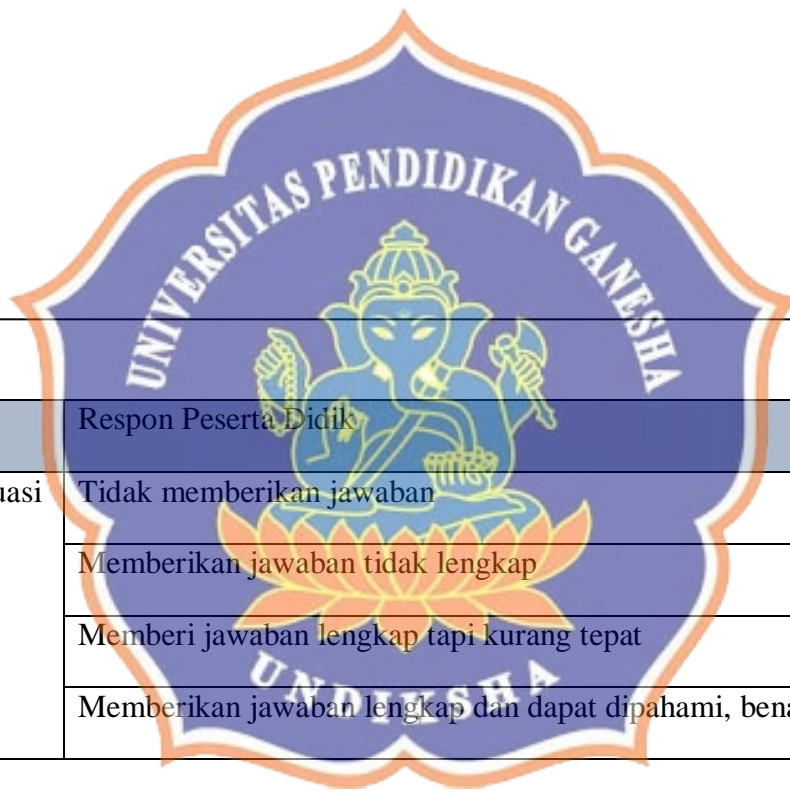 UNIVERSITAS PENDIDIKAN GANESHA
Respon Peserta Didik
Tidak memberikan jawaban
Memberikan jawaban tidak lengkap
Memberi jawaban lengkap tapi kurang tepat
Memberikan jawaban lengkap dan dapat dipahami,
UNDIKSHA